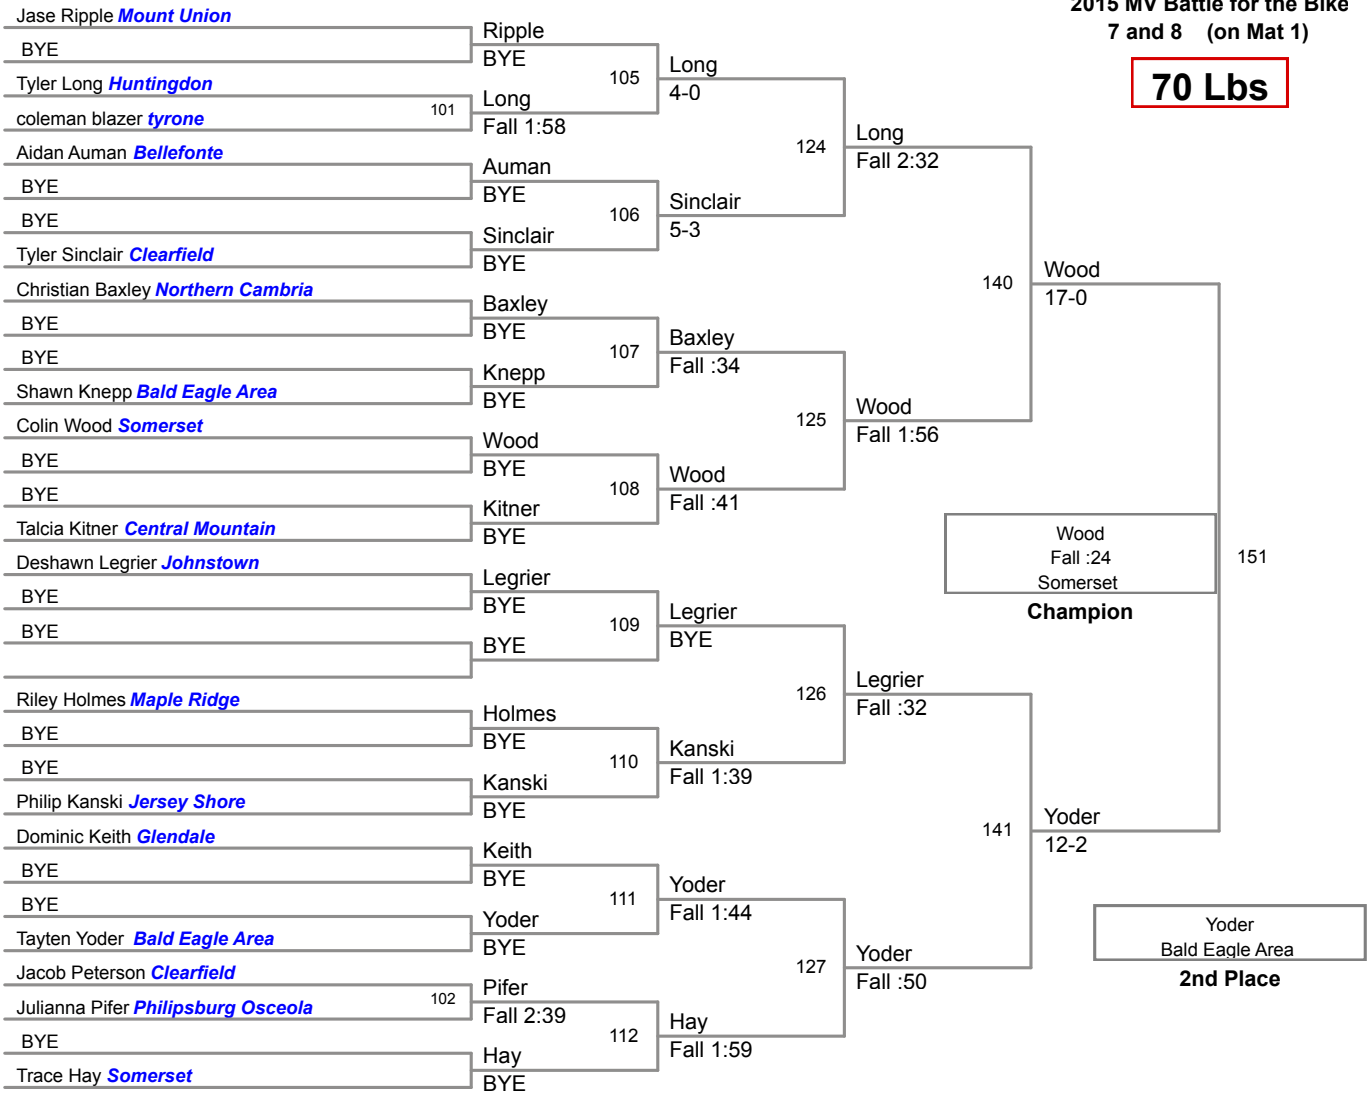 2015 MV Battle for the Bike
7 and 8 (on Mat 1)
70 Lbs
Jase Ripple Mount Union
BYE
Tyler Long Huntingdon
coleman blazer tyrone
Aidan Auman Bellefonte
BYE
BYE
Tyler Sinclair Clearfield
Christian Baxley Northern Cambria
BYE
BYE
Shawn Knepp Bald Eagle Area
Colin Wood Somerset
BYE
BYE
Talcia Kitner Central Mountain
Deshawn Legrier Johnstown
BYE
BYE
Riley Holmes Maple Ridge
BYE
BYE
Philip Kanski Jersey Shore
Dominic Keith Glendale
BYE
BYE
Tayten Yoder Bald Eagle Area
Jacob Peterson Clearfield
Julianna Pifer Philipsburg Osceola
BYE
Trace Hay Somerset
101
102
Ripple
BYE
Long
Fall 1:58
Auman
BYE
Sinclair
BYE
Baxley
BYE
Knepp
BYE
Wood
BYE
Kitner
BYE
Legrier
BYE
BYE
Holmes
BYE
Kanski
BYE
Keith
BYE
Yoder
BYE
Pifer
Fall 2:39
Hay
BYE
105
106
107
108
109
110
111
112
Long
4-0
Sinclair
5-3
Baxley
Fall :34
Wood
Fall :41
Legrier
BYE
Kanski
Fall 1:39
Yoder
Fall 1:44
Hay
Fall 1:59
124
125
126
127
Long
Fall 2:32
Wood
Fall 1:56
Legrier
Fall :32
Yoder
Fall :50
140
141
Wood
17-0
Yoder
12-2
151
Wood
Fall :24
Somerset
Champion
Yoder
Bald Eagle Area
2nd Place